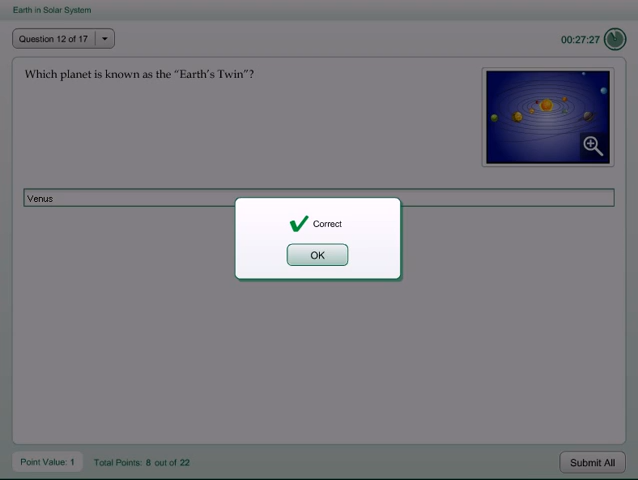 Earth in Solar System
Question 12 of 17
00:27:27
Which planet is known as the “Earth’s Twin”?
Venus
Correct
OK
Point Value: 1
Total Points: 8 out of 22
Submit All